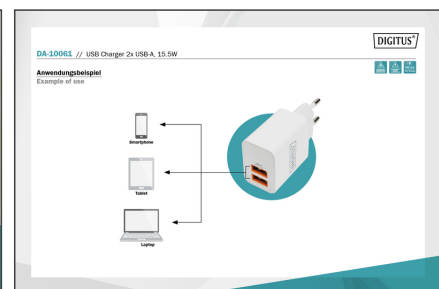 DIGITUS®
DA-10061 // USB Charger 2x USB-A, 15.5W
Anwendungsbeispiel
Example of use
Smartphone
Tablet
Laptop